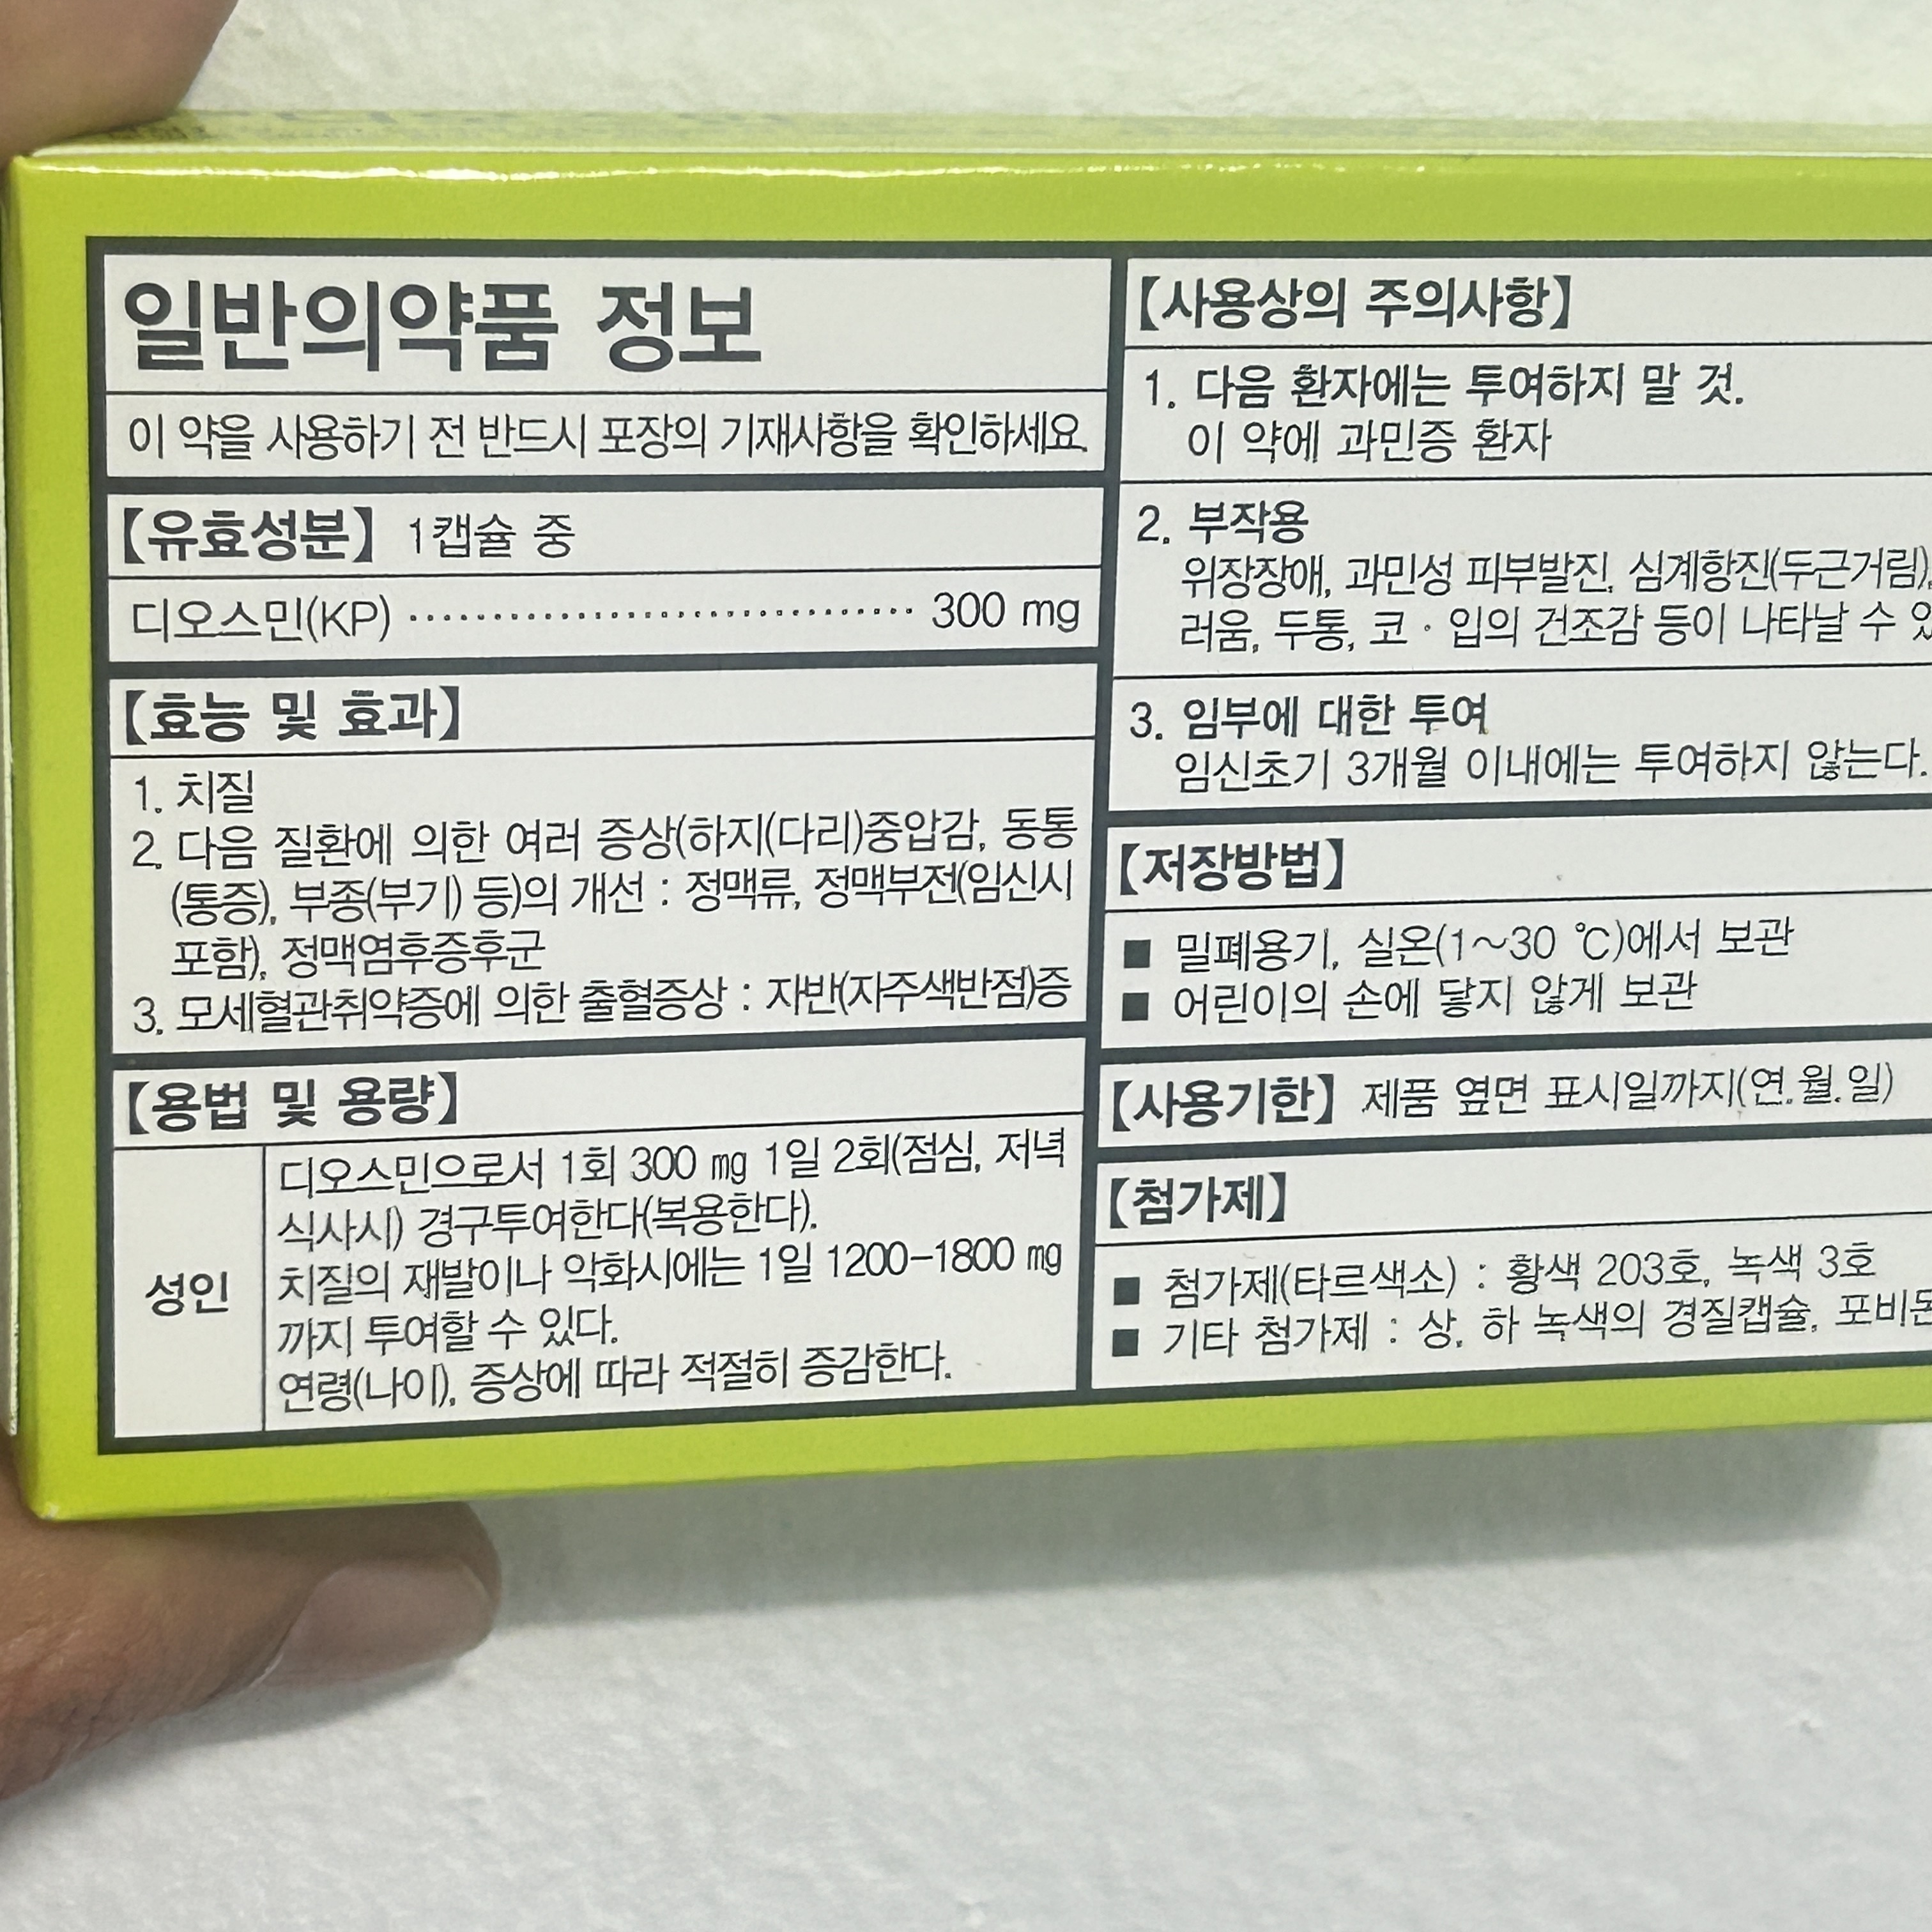 일반의약품 정보
이 약을 사용하기 전 반드시 포장의 기재사항을 확인하세요.
【유효성분】 1캡슐 중
디오스민(KP) ································ 300 mg
【효능 및 효과】
1. 치질
2. 다음 질환에 의한 여러 증상(하지(다리)중압감, 동통
(통증), 부종(부기) 등)의 개선 : 정맥류, 정맥부전(임신시
포함), 정맥염후증후군
3. 모세혈관취약증에 의한 출혈증상 : 자반(자주색반점)증
【용법 및 용량】
성인
디오스민으로서 1회 300 ㎎ 1일 2회(점심, 저녁
식사시) 경구투여한다(복용한다).
치질의 재발이나 악화시에는 1일 1200-1800 ㎎
까지 투여할 수 있다.
연령(나이), 증상에 따라 적절히 증감한다.
【사용상의 주의사항】
1. 다음 환자에는 투여하지 말 것.
이 약에 과민증 환자
2. 부작용
위장장애, 과민성 피부발진, 심계항진(두근거림),
러움, 두통, 코 · 입의 건조감 등이 나타날 수
3. 임부에 대한 투여
임신초기 3개월 이내에는 투여하지 않는다.
【저장방법】
■ 밀폐용기, 실온(1~30 ℃)에서 보관
■ 어린이의 손에 닿지 않게 보관
【사용기한】 제품 옆면 표시일까지(연.월.일)
【첨가제】
■ 첨가제(타르색소) : 황색 203호, 녹색 3호
■ 기타 첨가제 : 상, 하 녹색의 경질캡슐,